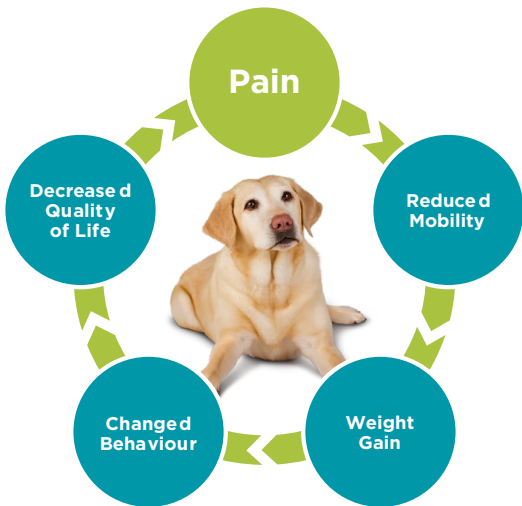 Pain
Reduced
Mobility
Weight
Gain
Changed
Behaviour
Decreased
Quality
of Life